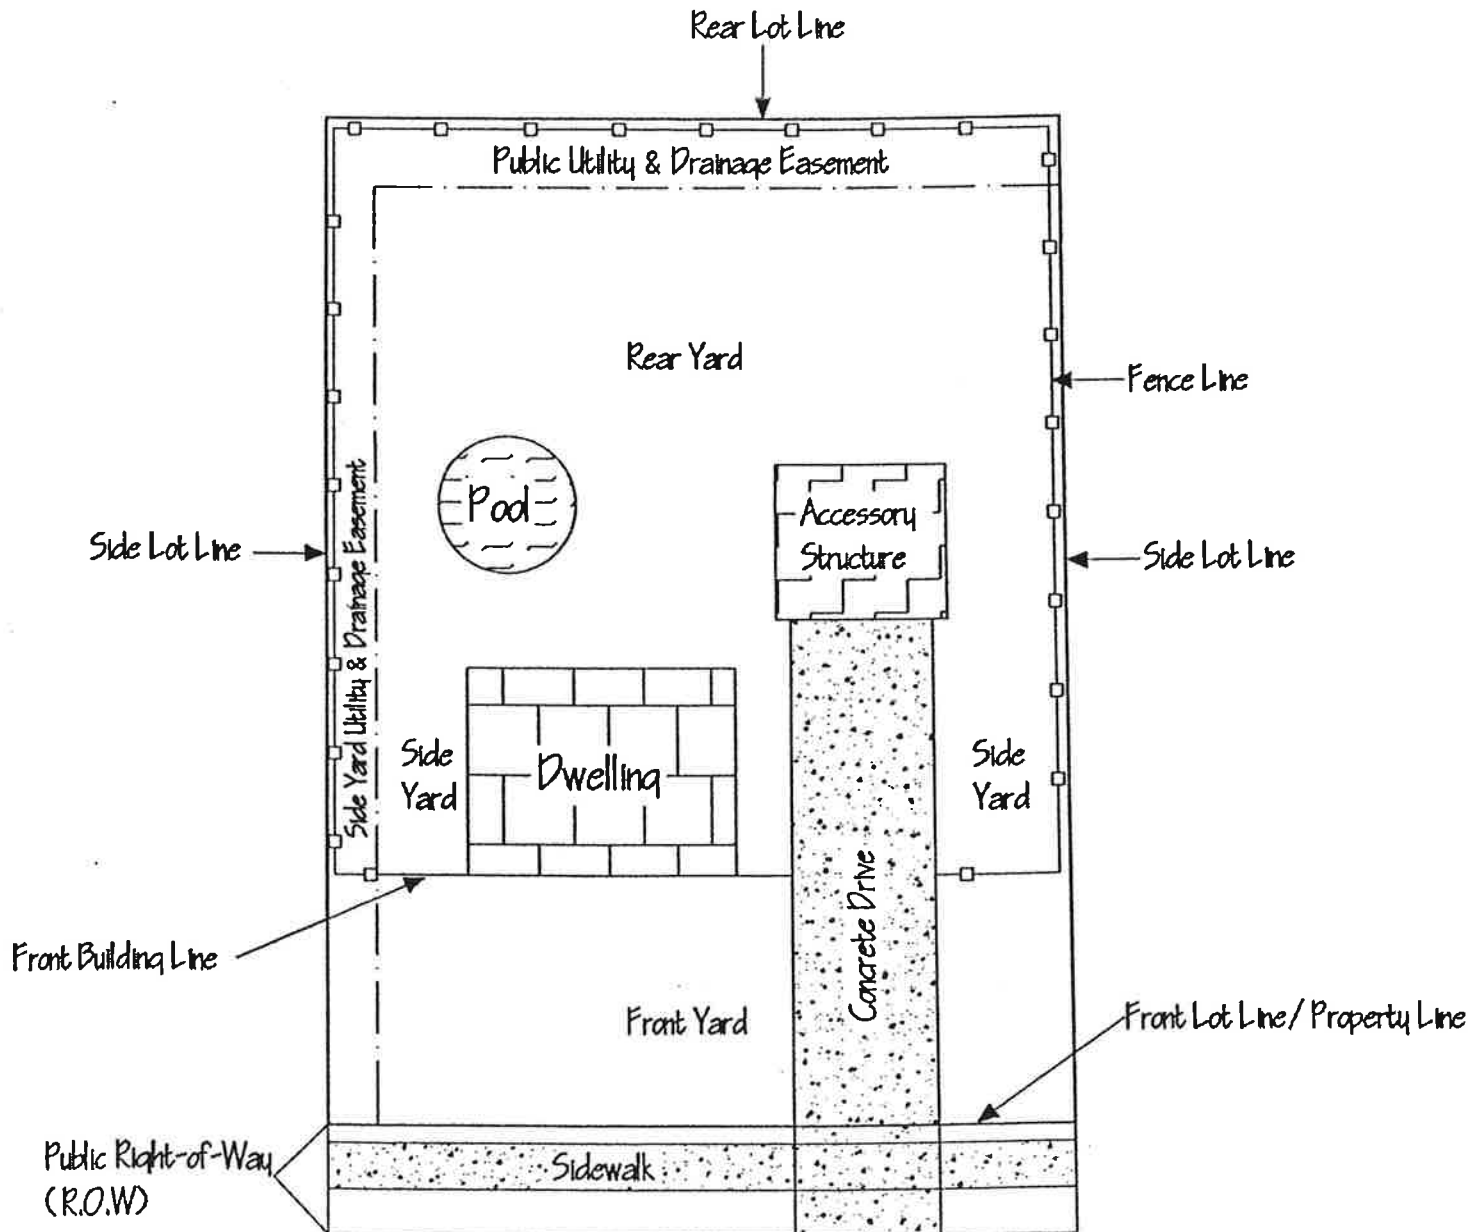 Rear Lot Line
Public Utility & Drainage Easement
Rear Yard
Fence Line
Pool
Accessory
Structure
Side Lot Line
Side Yard Utility & Drainage Easement
Side Lot Line
Side
Yard
Dwelling
Side
Yard
Concrete Drive
Front Building Line
Front Yard
Front Lot Line / Property Line
Public Right-of-Way
(R.O.W)
Sidewalk